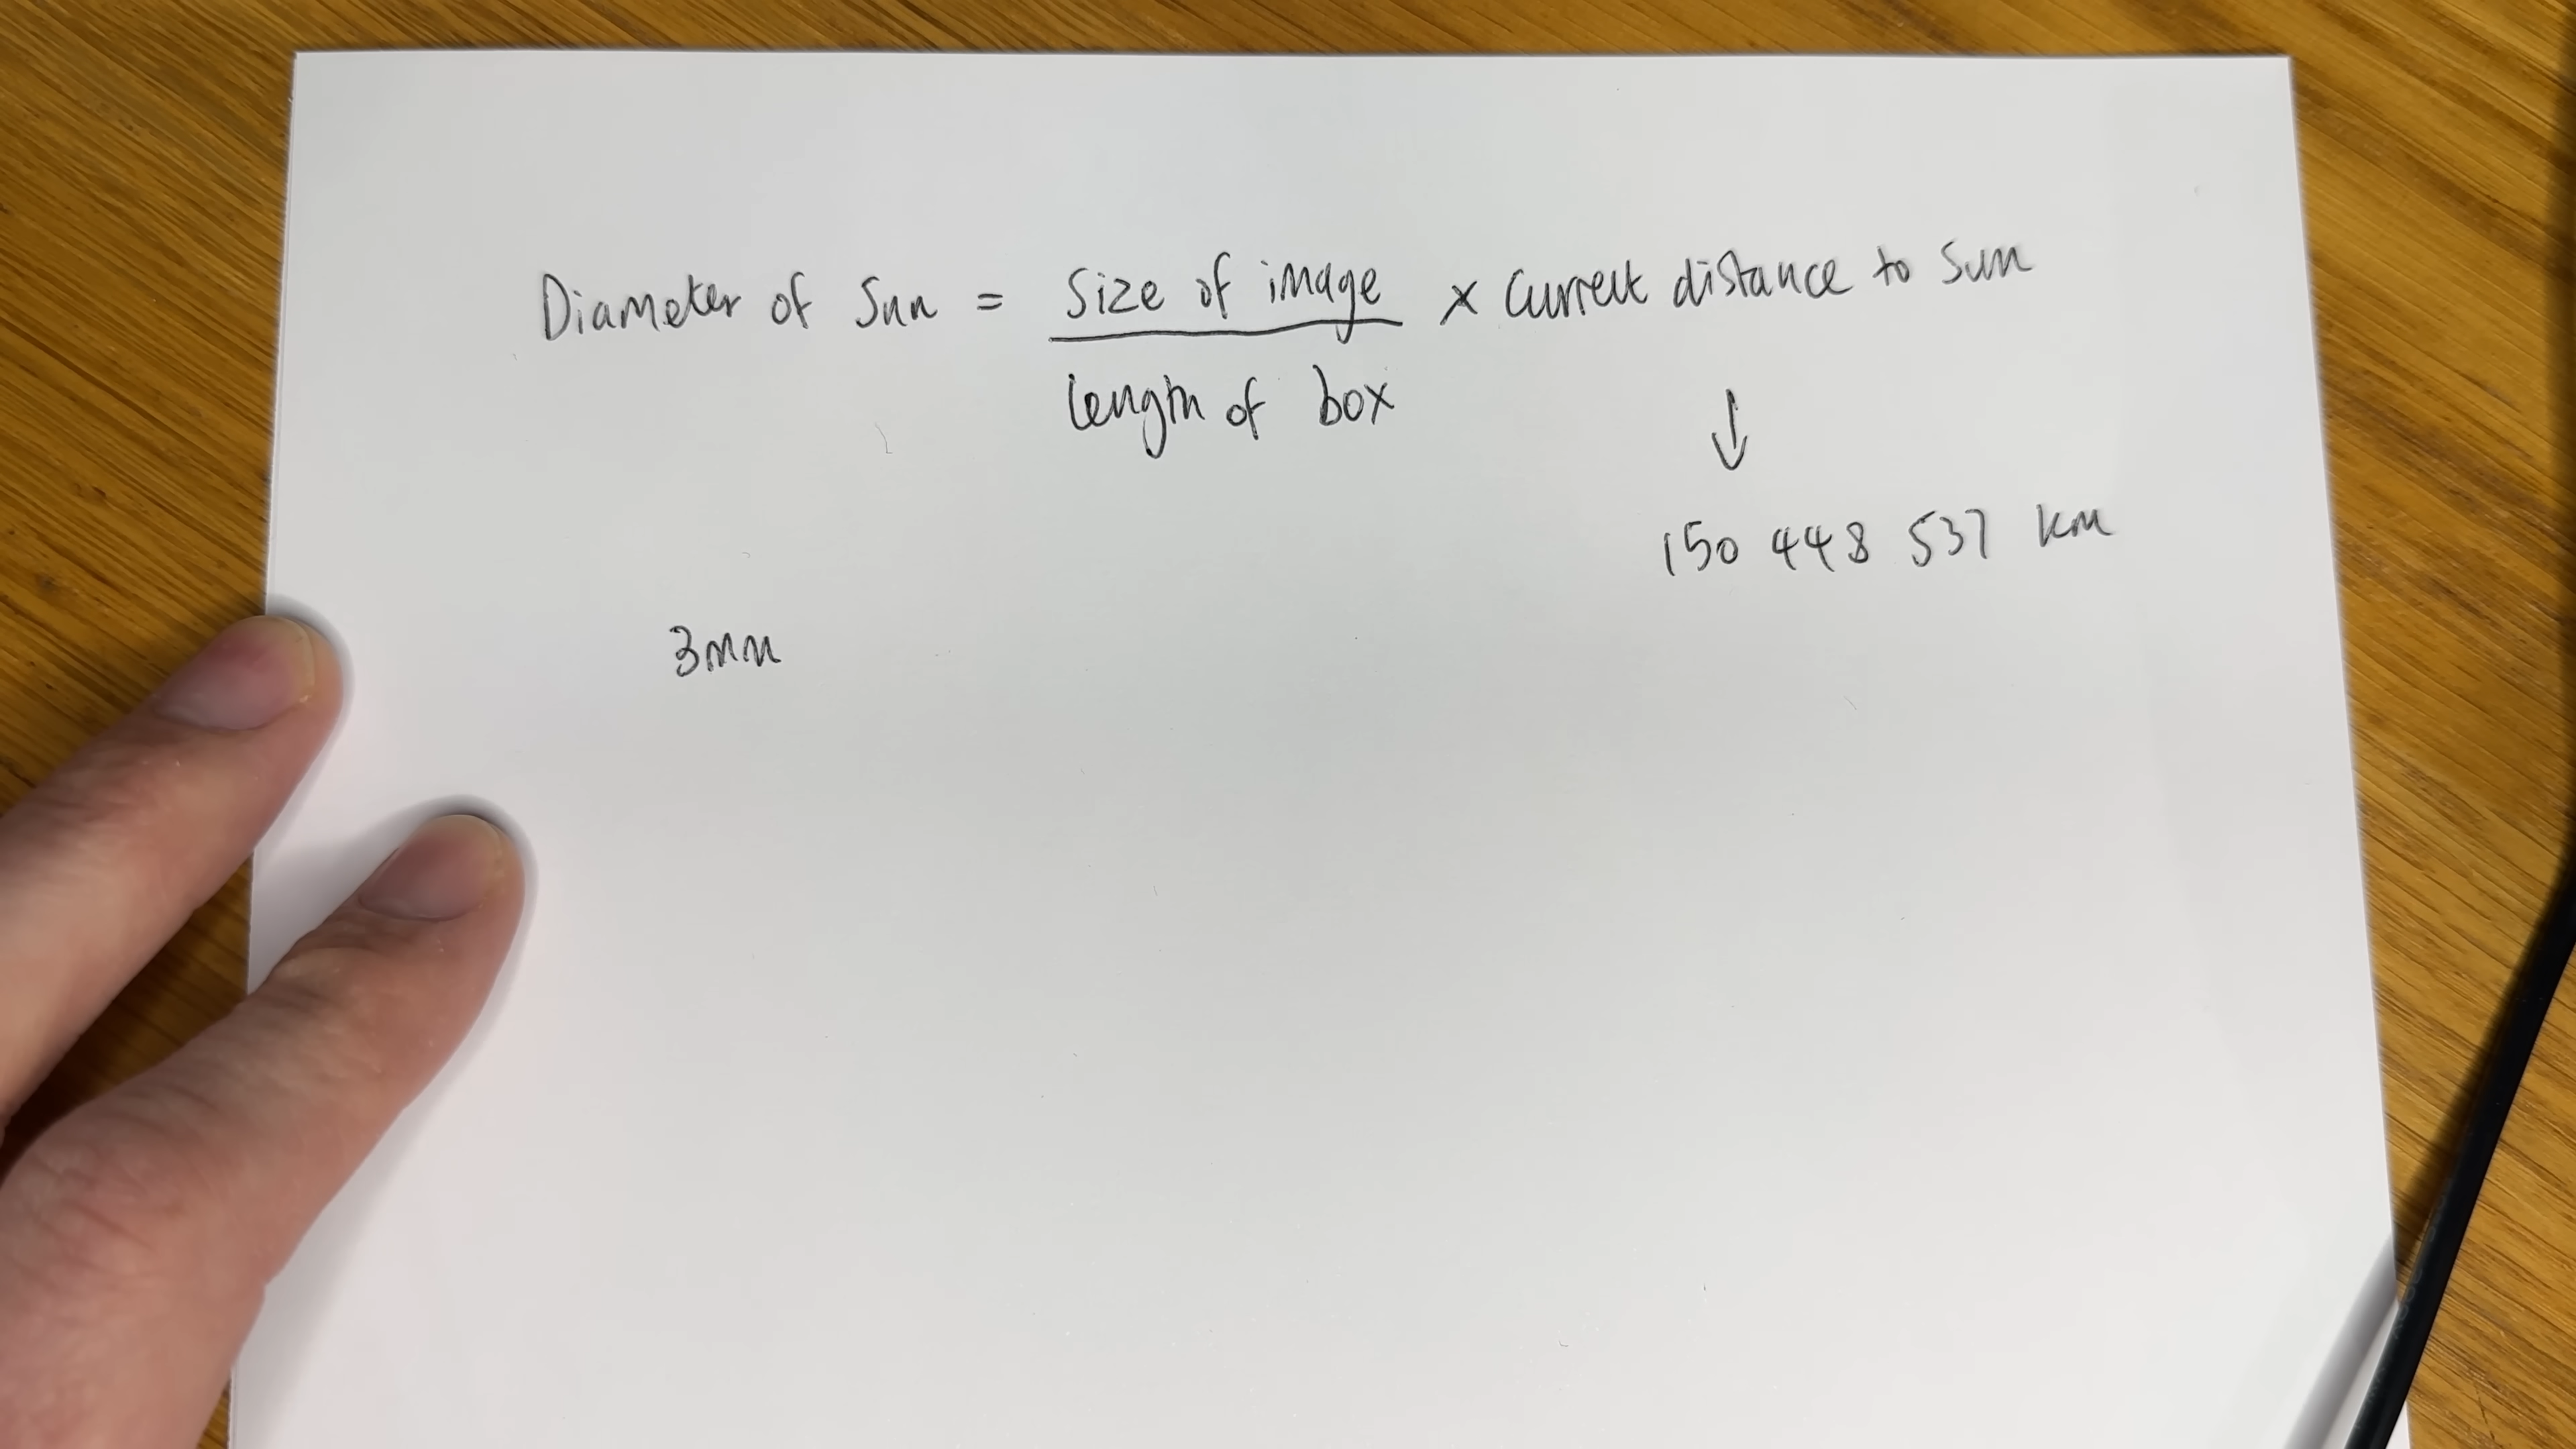 Diameter of Sun = Size of image × Current distance to Sun
length of box
↓
150 448 537 km
3mm